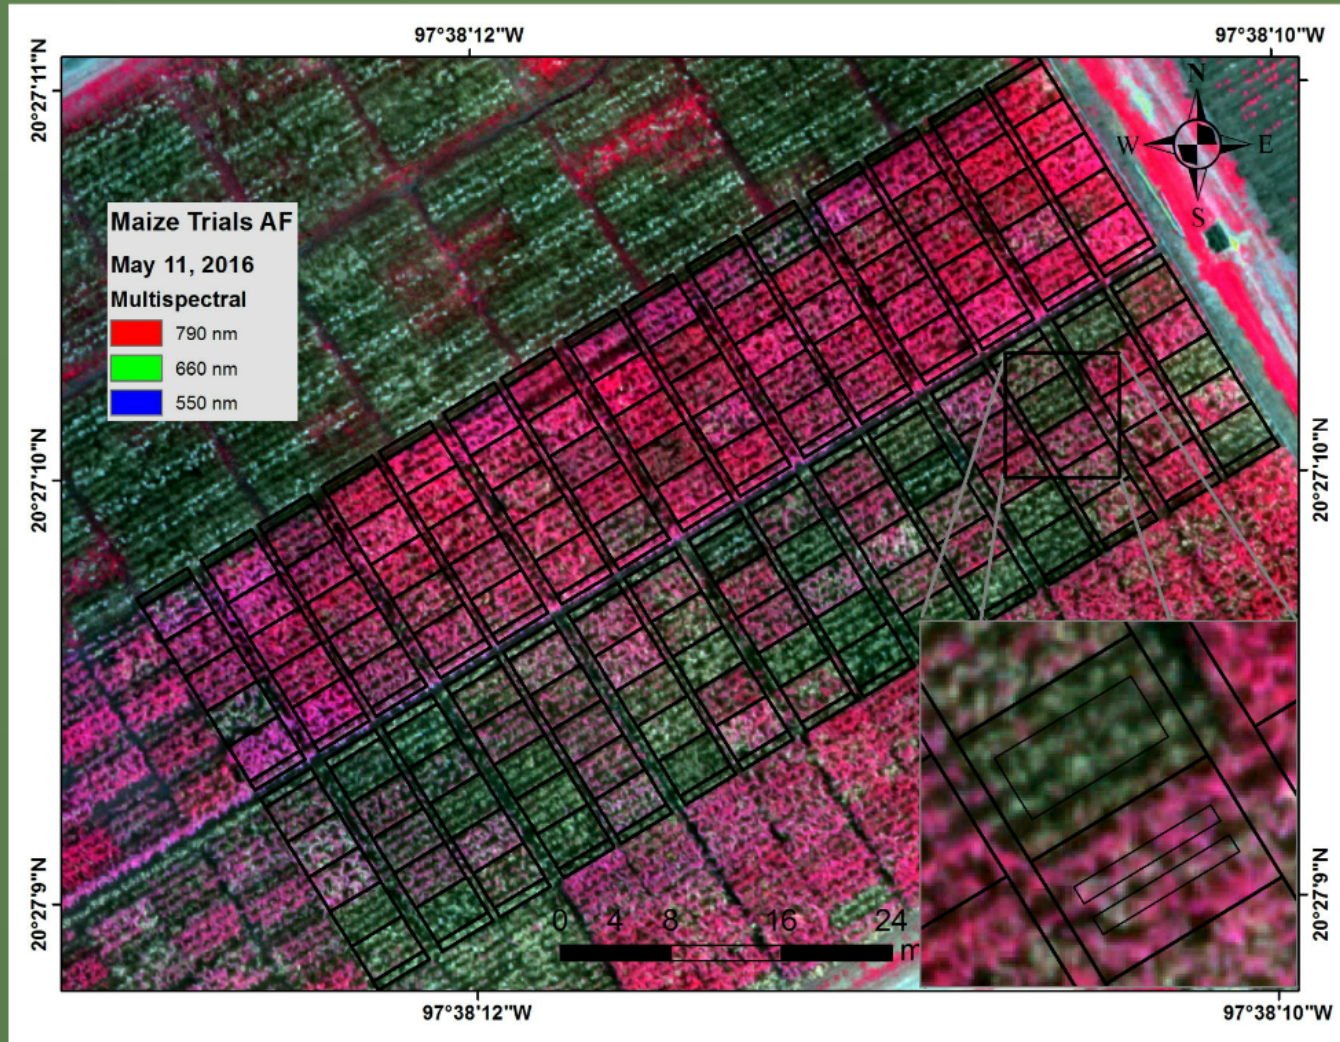 97°38'12"W
97°38'10"W
20°27'11"N
N
W
E
S
Maize Trials AF
May 11, 2016
Multispectral
790 nm
660 nm
550 nm
20°27'10"N
20°27'10"N
20°27'9"N
20°27'9"N
0 4 8 16 24
m
97°38'12"W
97°38'10"W